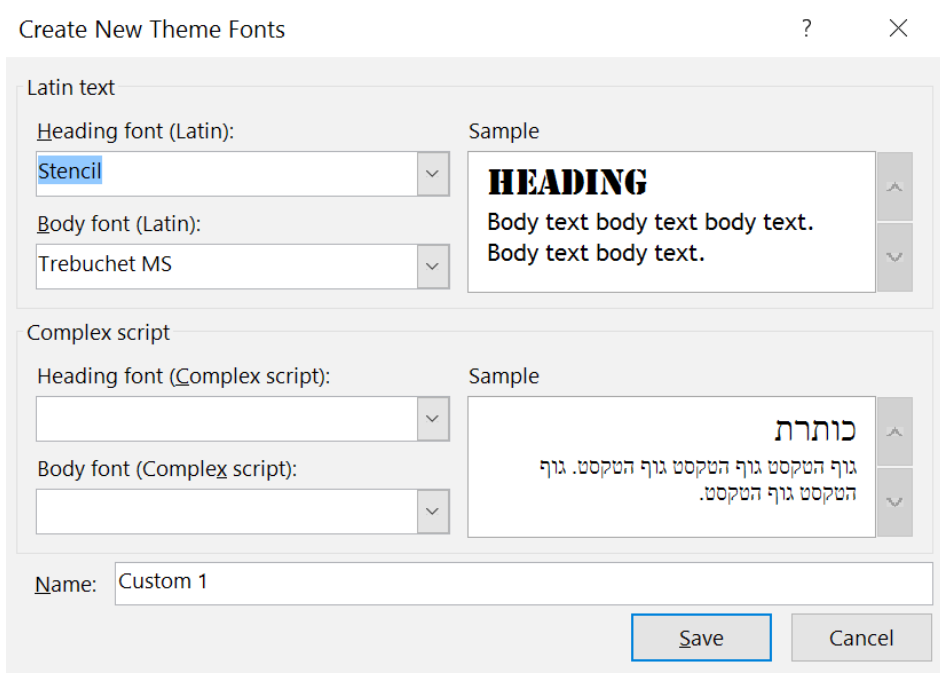 Create New Theme Fonts
Latin text
Heading font (Latin):
Stencil
Body font (Latin):
Trebuchet MS
Sample
HEADING
Body text body text body text.
Body text body text.
Complex script
Heading font (Complex script):
Body font (Complex script):
Sample
כותרת
גוף הטקסט גוף הטקסט גוף הטקסט. גוף
הטקסט גוף הטקסט.
Name: Custom 1
Save Cancel